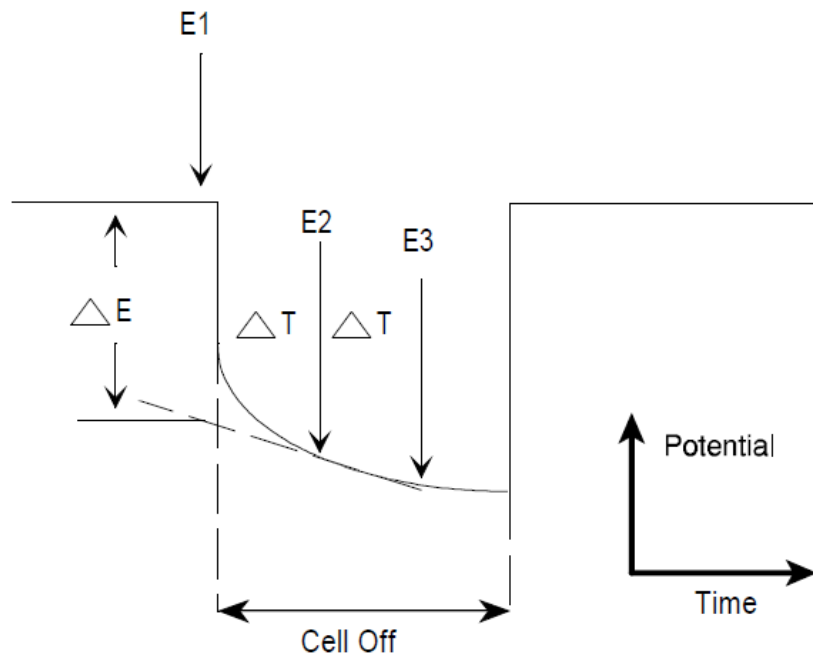 E1
E2
E3
△ E
△ T
△ T
Potential
Time
Cell Off